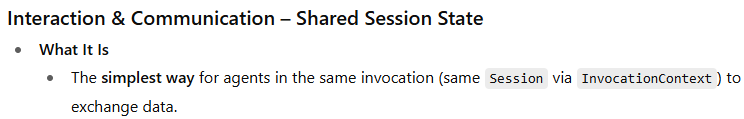 Interaction & Communication – Shared Session State
What It Is
The simplest way for agents in the same invocation (same Session via InvocationContext) to
exchange data.